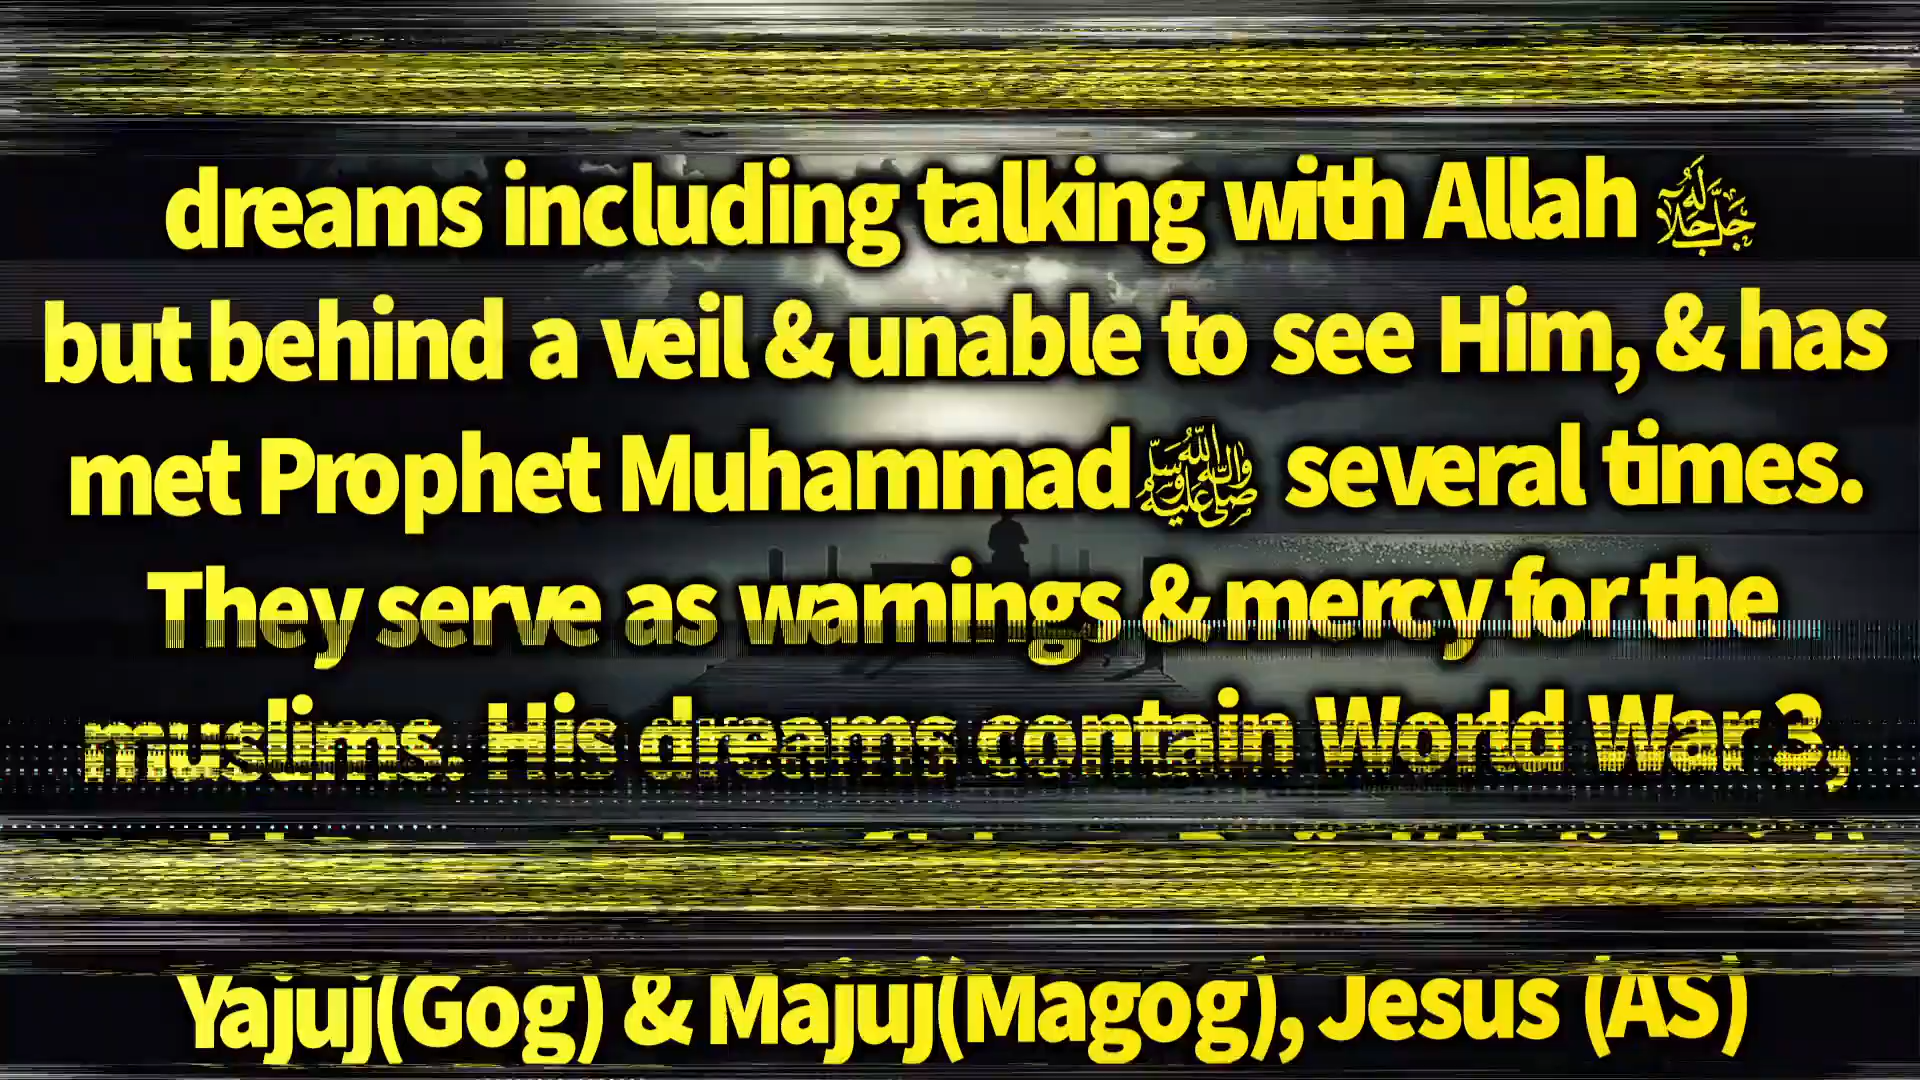 dreams including talking with Allah ﷻ
but behind a veil & unable to see Him, & has
met Prophet Muhammad ﷺ several times.
They serve as warnings & mercy for the
muslims. His dreams contain World War 3,
Yajuj(Gog) & Majuj(Magog), Jesus (AS)